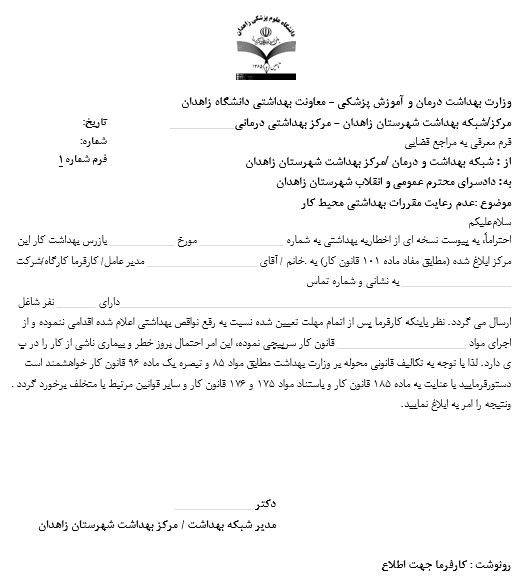 دانشگاه علوم پزشکی زاهدان
وزارت بهداشت درمان و آموزش پزشکی - معاونت بهداشتی دانشگاه زاهدان
مرکز/شبکه بهداشت شهرستان زاهدان - مرکز بهداشتی درمانی
تاریخ:
فرم معرفی به مراجع قضایی
شماره:
از : شبکه بهداشت و درمان /مرکز بهداشت شهرستان زاهدان
فرم شماره ۱
به: دادسرای محترم عمومی و انقلاب شهرستان زاهدان
موضوع :عدم رعایت مقررات بهداشتی محیط کار
سلام‌علیکم
احتراماً، به پیوست نسخه ای از اخطاریه بهداشتی به شماره مورخ بازرس بهداشت کار این
مرکز ابلاغ شده (مطابق مفاد ماده ۱۰۱ قانون کار) به .خانم / آقای مدیر عامل/ کارفرما کارگاه/شرکت
به نشانی و شماره تماس
دارای نفر شاغل
ارسال می گردد. نظر باینکه کارفرما پس از اتمام مهلت تعیین شده نسبت به رفع نواقص بهداشتی اعلام شده اقدامی ننموده و از
اجرای مواد قانون کار سرپیچی نموده، این امر احتمال بروز خطر و بیماری ناشی از کار را در پ
ی دارد. لذا با توجه به تکالیف قانونی محوله بر وزارت بهداشت مطابق مواد ۸۵ و تبصره یک ماده ۹۶ قانون کار خواهشمند است
دستورفرمایید با عنایت به ماده ۱۸۵ قانون کار و باستناد مواد ۱۷۵ و ۱۷۶ قانون کار و سایر قوانین مرتبط با متخلف برخورد گردد .
ونتیجه را امر به ابلاغ نمایید.
دکتر
مدیر شبکه بهداشت / مرکز بهداشت شهرستان زاهدان
رونوشت : کارفرما جهت اطلاع